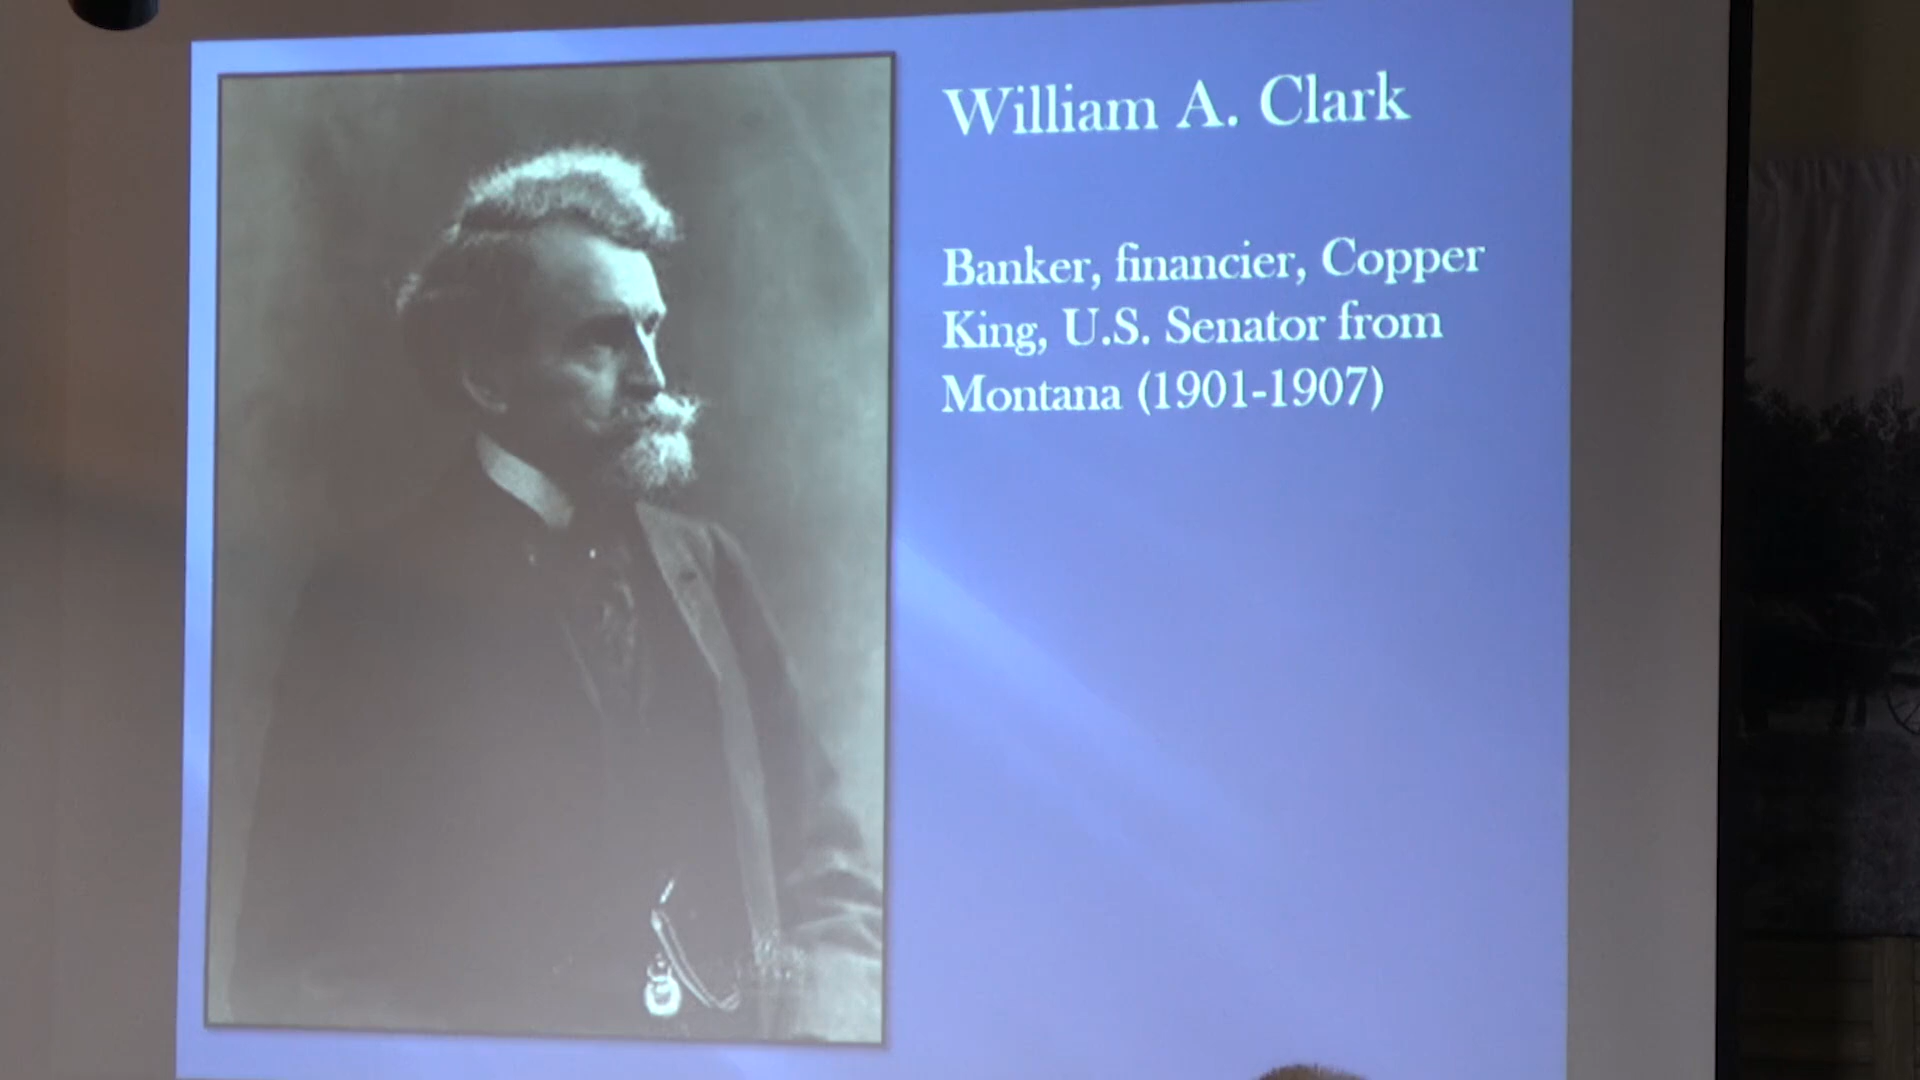 William A. Clark
Banker, financier, Copper
King, U.S. Senator from
Montana (1901-1907)